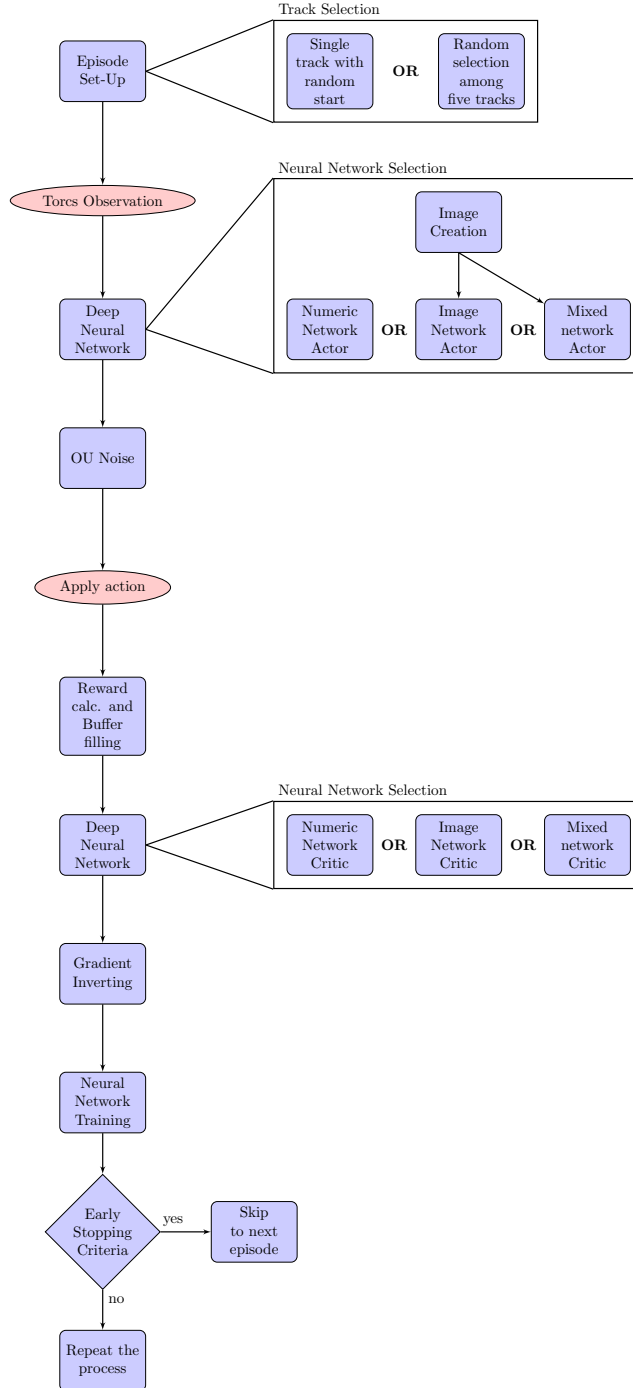 Track Selection
Episode
Set-Up
Single
track with
random
start
OR
Random
selection
among
five tracks
Torcs Observation
Neural Network Selection
Image
Creation
Deep
Neural
Network
Numeric
Network
Actor
OR
Image
Network
Actor
OR
Mixed
network
Actor
OU Noise
Apply action
Reward
calc. and
Buffer
filling
Neural Network Selection
Deep
Neural
Network
Numeric
Network
Critic
OR
Image
Network
Critic
OR
Mixed
network
Critic
Gradient
Inverting
Neural
Network
Training
Early
Stopping
Criteria
yes
Skip
to next
episode
no
Repeat the
process